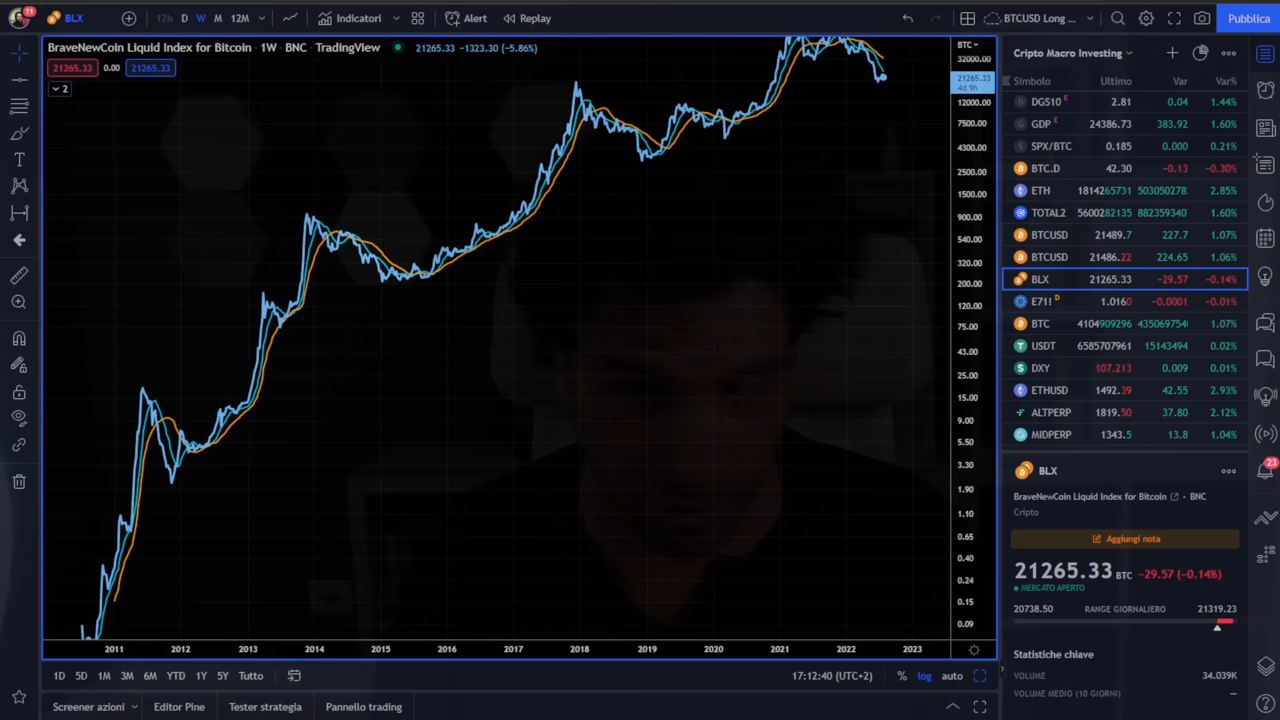 11
BLX
12h D W M 12M
Indicatori
Alert
Replay
BTCUSD Long ...
Pubblica
BraveNewCoin Liquid Index for Bitcoin · 1W · BNC · TradingView
21265.33 −1323.30 (−5.86%)
21265.33 0.00 21265.33
2
BTC
32000.00
21265.33
4d 9h
12000.00
7500.00
4300.00
2500.00
1500.00
900.00
540.00
320.00
200.00
120.00
75.00
43.00
25.00
15.00
9.00
5.50
3.30
1.90
1.10
0.65
0.40
0.24
0.15
0.09
2011 2012 2013 2014 2015 2016 2017 2018 2019 2020 2021 2022 2023
1D 5D 1M 3M 6M YTD 1Y 5Y Tutto
17:12:40 (UTC+2) % log auto
Screener azioni Editor Pine Tester strategia Pannello trading
Cripto Macro Investing
Simbolo Ultimo Var Var%
DGS10 E 2.81 0.04 1.44%
GDP E 24386.73 383.92 1.60%
SPX/BTC 0.185 0.000 0.21%
BTC.D 42.30 −0.13 −0.30%
ETH 1814265731 503050278 2.85%
TOTAL2 5600282135 882359340 1.60%
BTCUSD 21489.7 227.7 1.07%
BTCUSD 21486.22 224.65 1.06%
BLX 21265.33 −29.57 −0.14%
E71! D 1.0160 −0.0001 −0.01%
BTC 4104909296 435069754 1.07%
USDT 6585707961 15143494 0.02%
DXY 107.213 0.009 0.01%
ETHUSD 1492.39 42.55 2.93%
ALTPERP 1819.50 37.80 2.12%
MIDPERP 1343.5 13.8 1.04%
BLX
BraveNewCoin Liquid Index for Bitcoin · BNC
Cripto
Aggiungi nota
21265.33 BTC −29.57 (−0.14%)
MERCATO APERTO
20738.50 RANGE GIORNALIERO 21319.23
Statistiche chiave
VOLUME 34.039K
VOLUME MEDIO (10 GIORNI) —
23